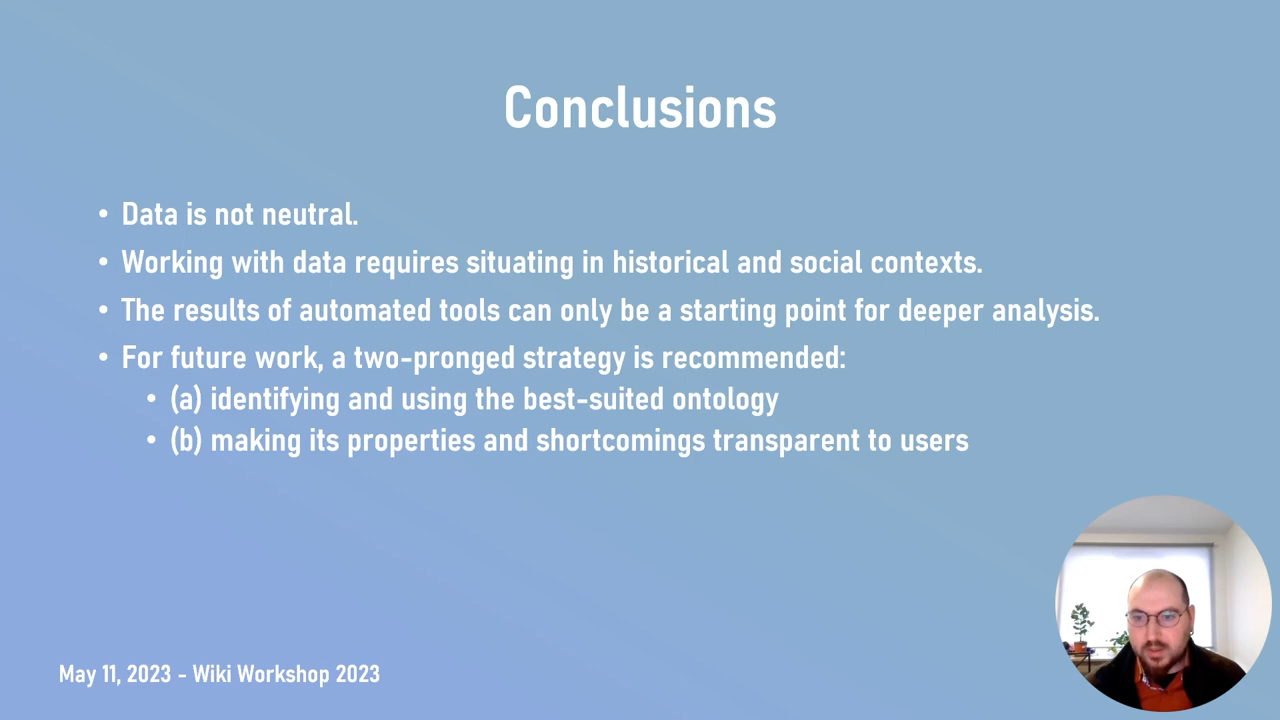 Conclusions
• Data is not neutral.
• Working with data requires situating in historical and social contexts.
• The results of automated tools can only be a starting point for deeper analysis.
• For future work, a two-pronged strategy is recommended:
• (a) identifying and using the best-suited ontology
• (b) making its properties and shortcomings transparent to users
May 11, 2023 - Wiki Workshop 2023